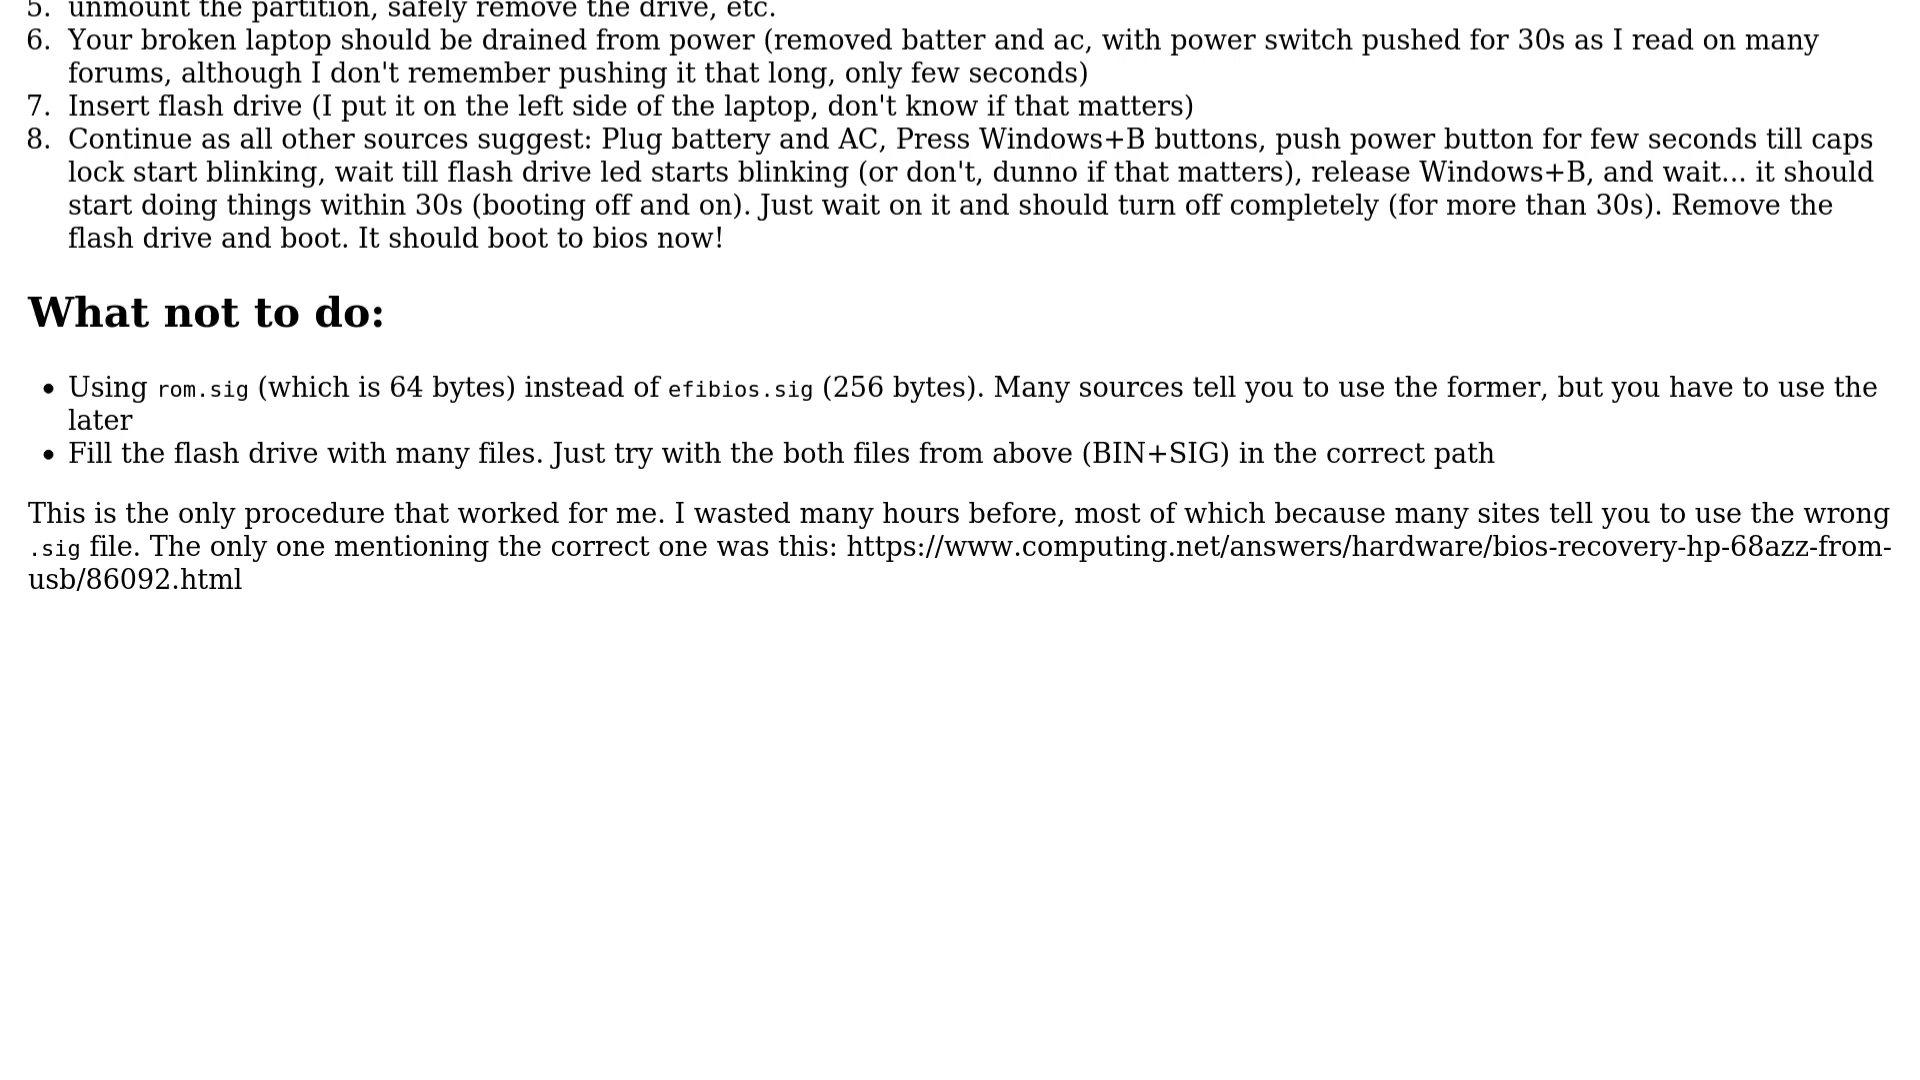 5. unmount the partition, safely remove the drive, etc.
6. Your broken laptop should be drained from power (removed batter and ac, with power switch pushed for 30s as I read on many
forums, although I don't remember pushing it that long, only few seconds)
7. Insert flash drive (I put it on the left side of the laptop, don't know if that matters)
8. Continue as all other sources suggest: Plug battery and AC, Press Windows+B buttons, push power button for few seconds till caps
lock start blinking, wait till flash drive led starts blinking (or don't, dunno if that matters), release Windows+B, and wait... it should
start doing things within 30s (booting off and on). Just wait on it and should turn off completely (for more than 30s). Remove the
flash drive and boot. It should boot to bios now!
What not to do:
• Using rom.sig (which is 64 bytes) instead of efibios.sig (256 bytes). Many sources tell you to use the former, but you have to use the
later
• Fill the flash drive with many files. Just try with the both files from above (BIN+SIG) in the correct path
This is the only procedure that worked for me. I wasted many hours before, most of which because many sites tell you to use the wrong
.sig file. The only one mentioning the correct one was this: https://www.computing.net/answers/hardware/bios-recovery-hp-68azz-from-
usb/86092.html